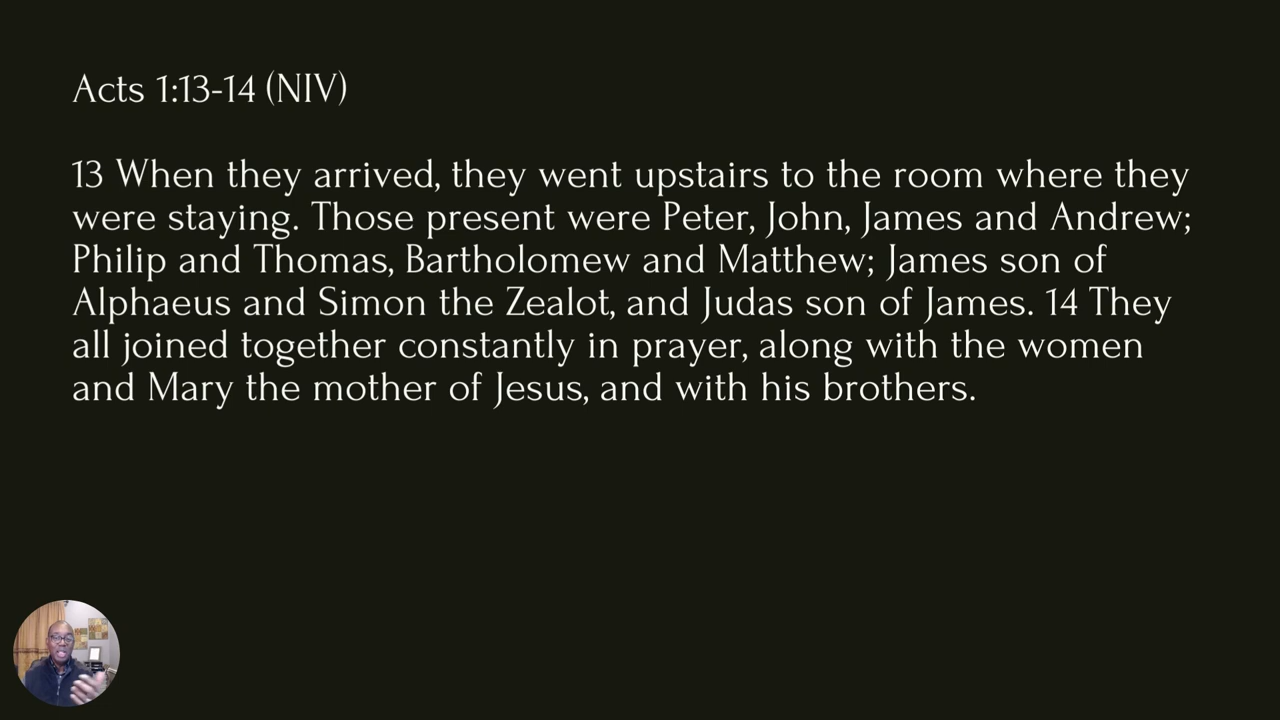 Acts 1:13-14 (NIV)
13 When they arrived, they went upstairs to the room where they
were staying. Those present were Peter, John, James and Andrew;
Philip and Thomas, Bartholomew and Matthew; James son of
Alphaeus and Simon the Zealot, and Judas son of James. 14 They
all joined together constantly in prayer, along with the women
and Mary the mother of Jesus, and with his brothers.